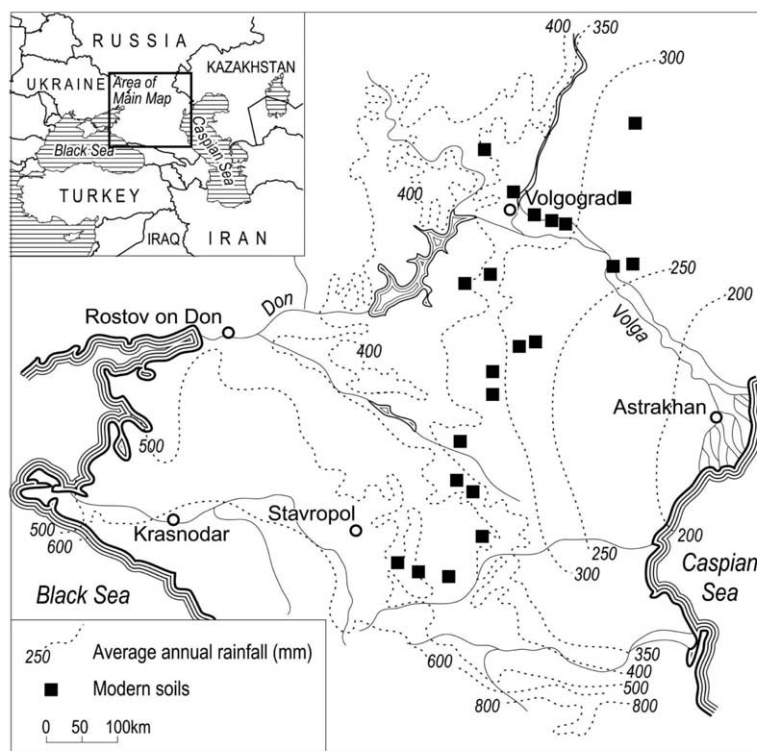 RUSSIA
UKRAINE
Area of
Main Map
KAZAKHSTAN
Black Sea
Caspian Sea
TURKEY
IRAQ
IRAN
400
350
300
400
Volgograd
250
200
Don
Rostov on Don
Volga
400
Astrakhan
500
Stavropol
Krasnodar
500
600
200
250
300
Black Sea
Caspian
Sea
600
350
400
500
800
800
250
Average annual rainfall (mm)
Modern soils
0 50 100km